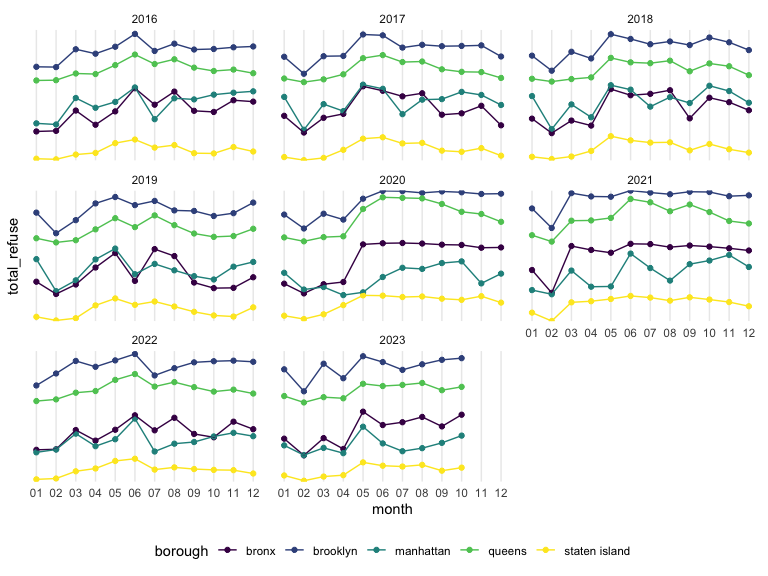 2016 2017 2018
2019 2020 2021
total_refuse
01 02 03 04 05 06 07 08 09 10 11 12
2022 2023
01 02 03 04 05 06 07 08 09 10 11 12 01 02 03 04 05 06 07 08 09 10 11 12
month
borough bronx brooklyn manhattan queens staten island